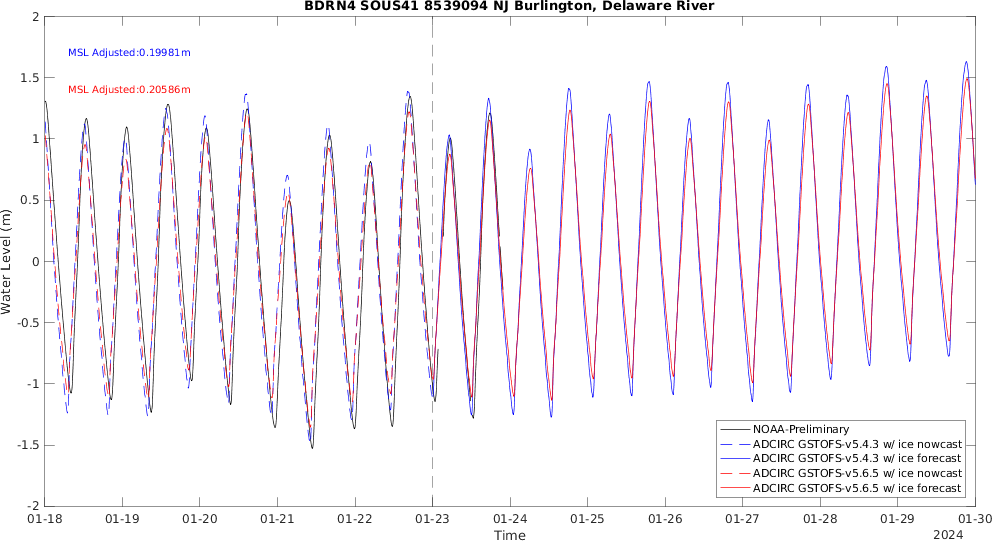 BDRN4 SOUS41 8539094 NJ Burlington, Delaware River
2
1.5
1
0.5
0
-0.5
-1
-1.5
-2
Water Level (m)
MSL Adjusted:0.19981m
MSL Adjusted:0.20586m
NOAA-Preliminary
ADCIRC GSTOFS-v5.4.3 w/ ice nowcast
ADCIRC GSTOFS-v5.4.3 w/ ice forecast
ADCIRC GSTOFS-v5.6.5 w/ ice nowcast
ADCIRC GSTOFS-v5.6.5 w/ ice forecast
01-18 01-19 01-20 01-21 01-22 01-23 01-24 01-25 01-26 01-27 01-28 01-29 01-30
Time
2024